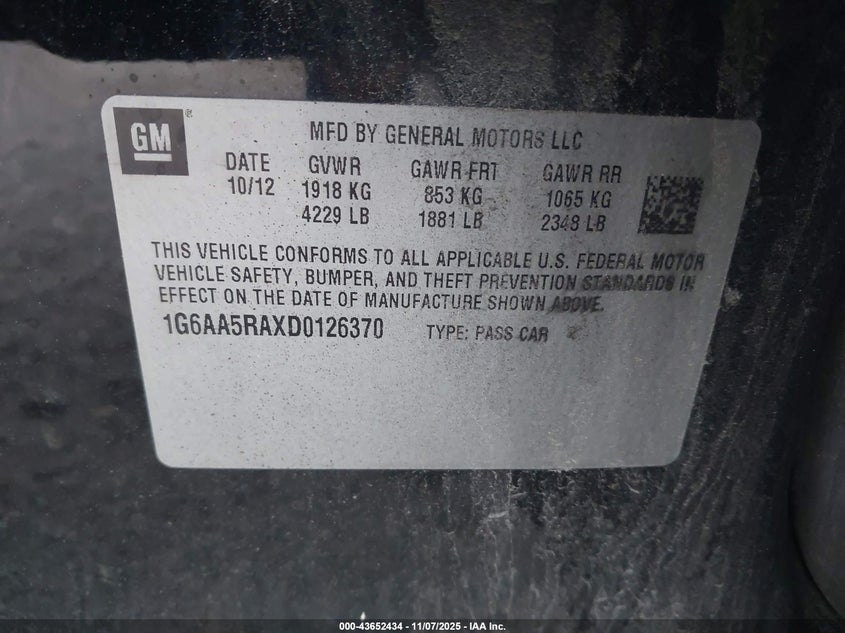 GM ®
MFD BY GENERAL MOTORS LLC
DATE GVWR GAWR FRT GAWR RR
10/12 1918 KG 853 KG 1065 KG
4229 LB 1881 LB 2348 LB
THIS VEHICLE CONFORMS TO ALL APPLICABLE U.S. FEDERAL MOTOR
VEHICLE SAFETY, BUMPER, AND THEFT PREVENTION STANDARDS IN
EFFECT ON THE DATE OF MANUFACTURE SHOWN ABOVE.
1G6AA5RAXD0126370 TYPE: PASS CAR
000-43652434 - 11/07/2025 - IAA Inc.